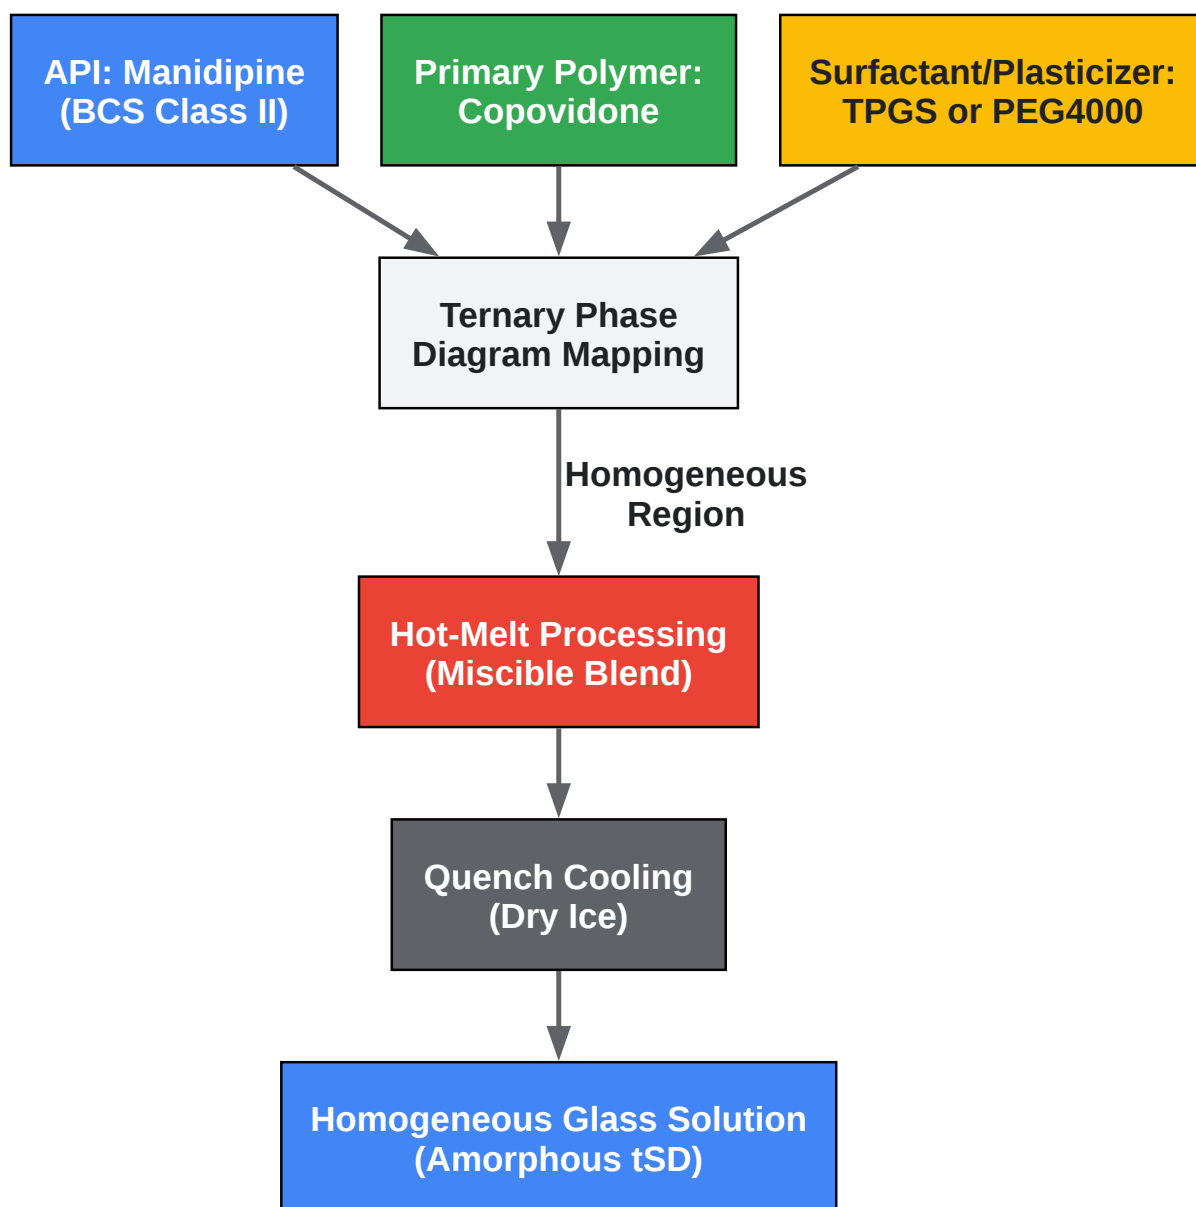 API: Manidipine
(BCS Class II)
Primary Polymer:
Copovidone
Surfactant/Plasticizer:
TPGS or PEG4000
Ternary Phase
Diagram Mapping
Homogeneous
Region
Hot-Melt Processing
(Miscible Blend)
Quench Cooling
(Dry Ice)
Homogeneous Glass Solution
(Amorphous tSD)